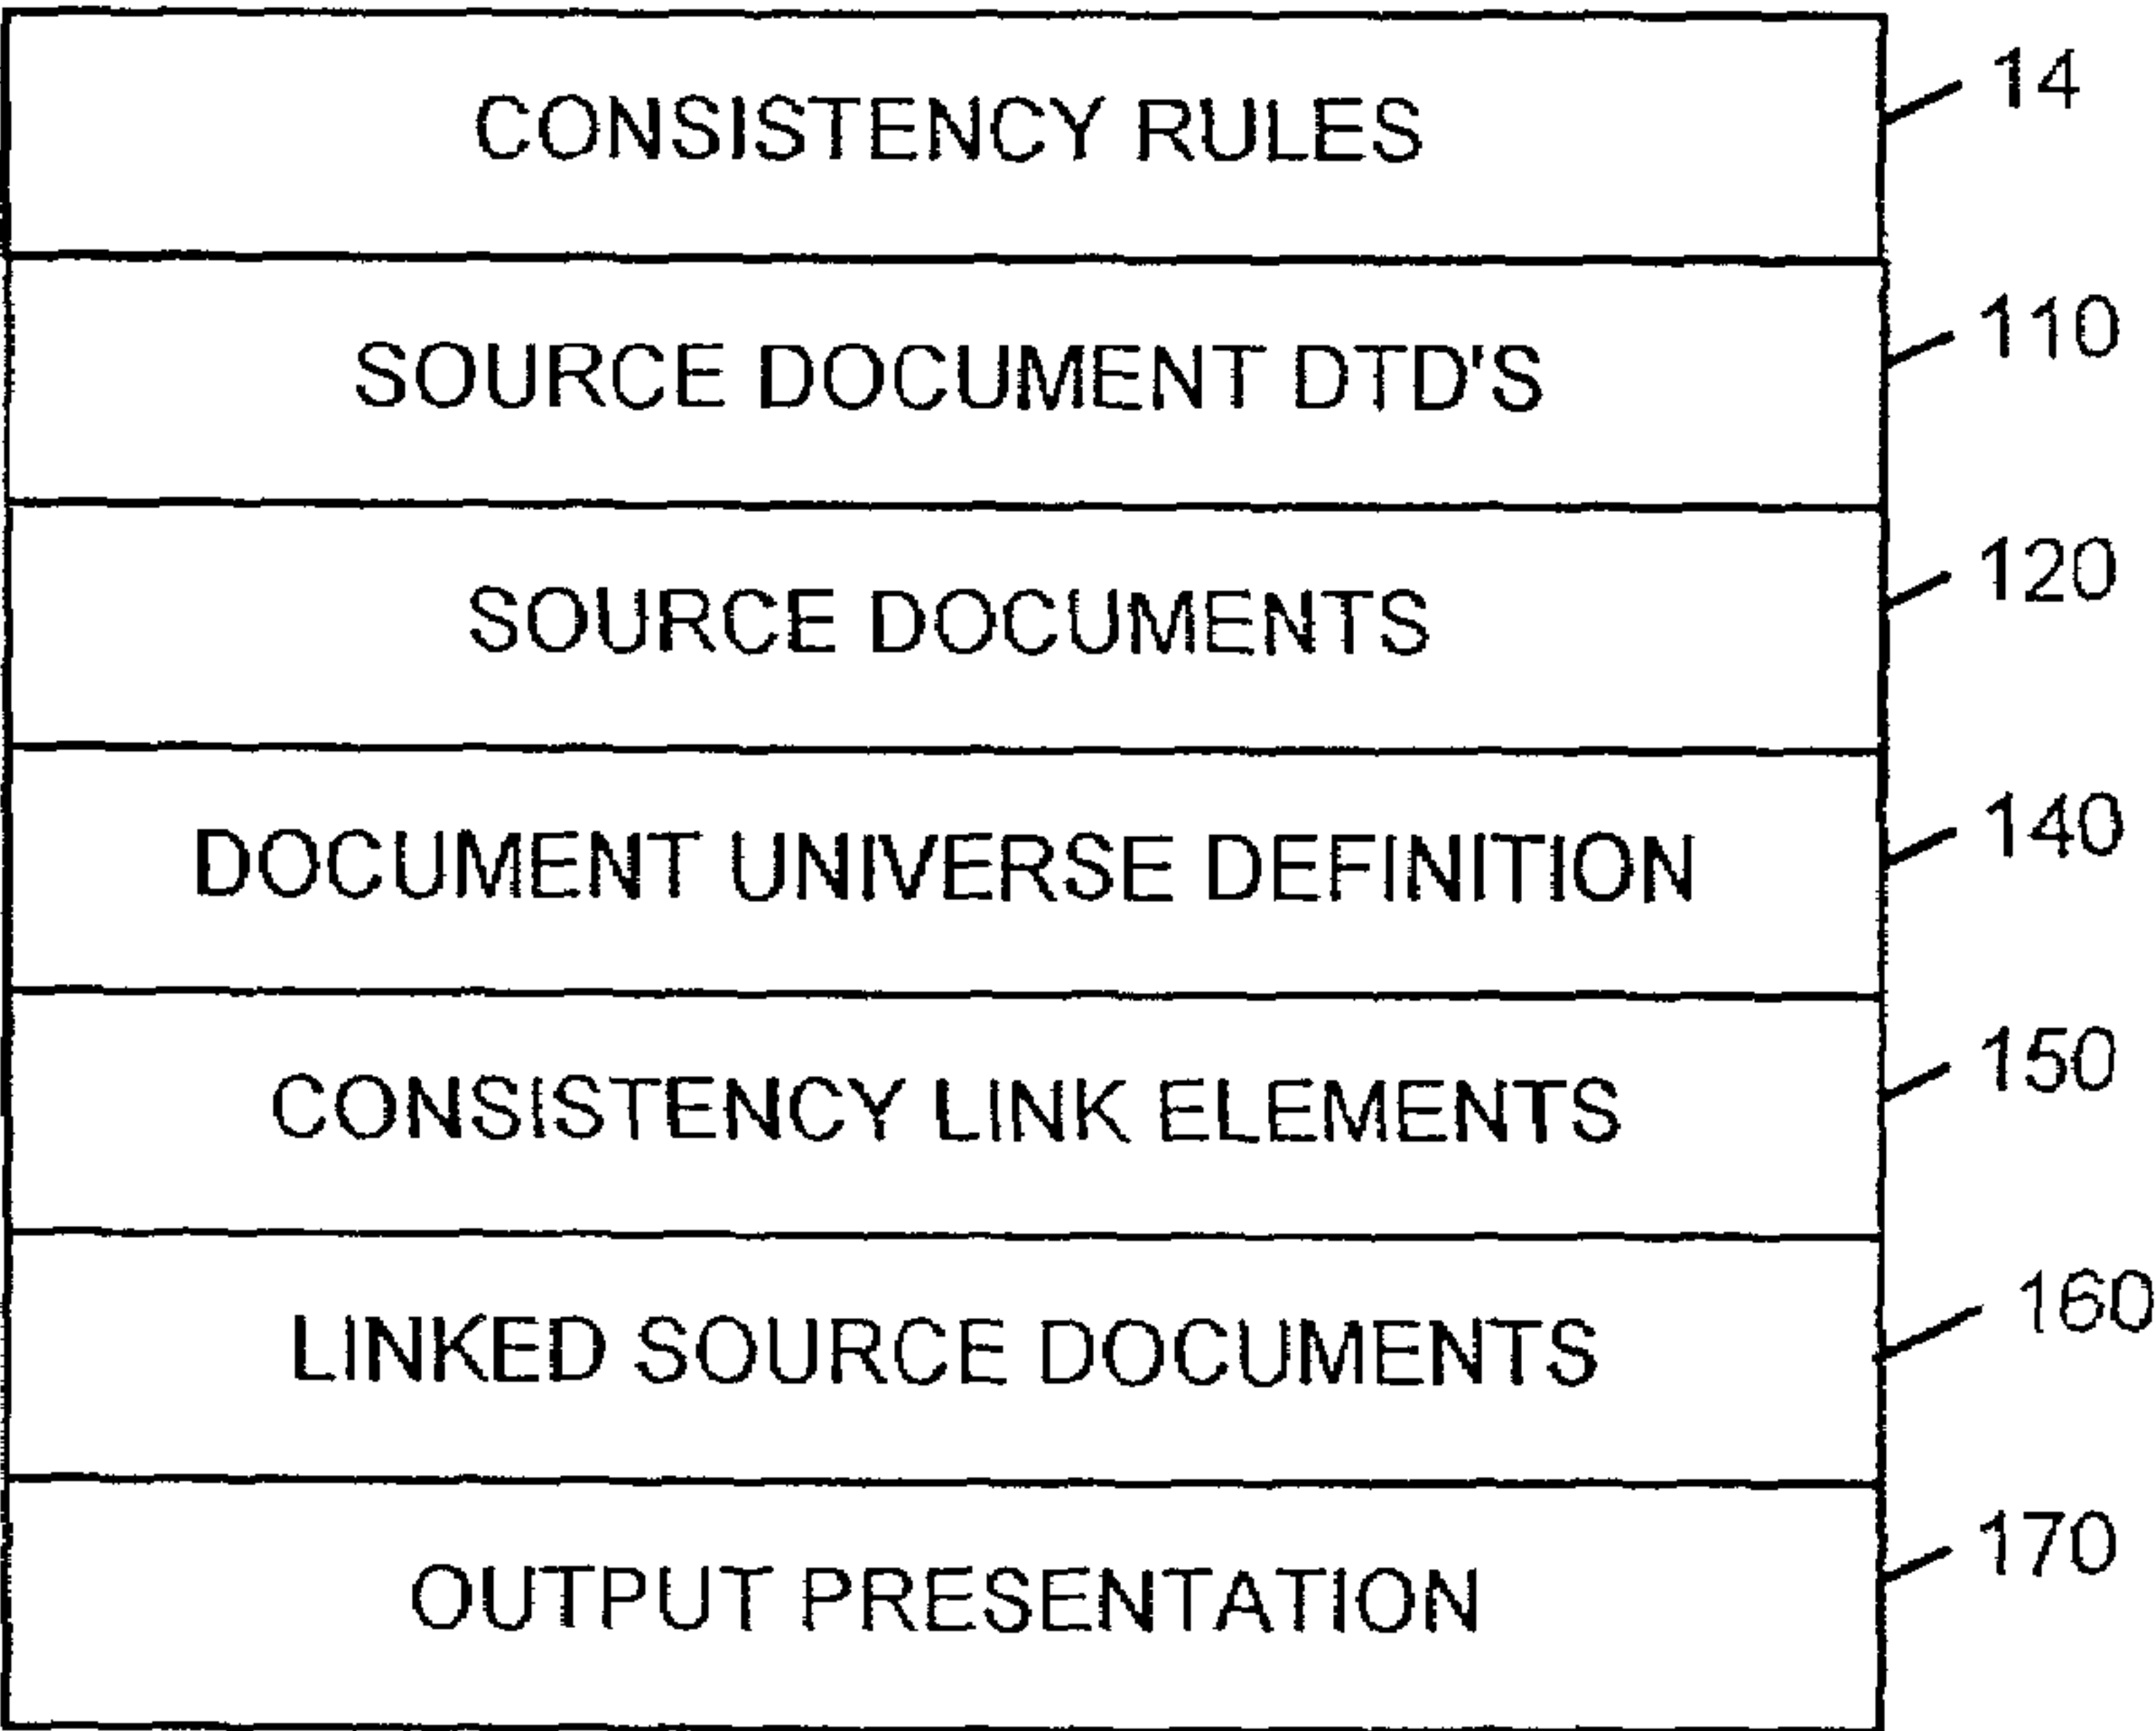 CONSISTENCY RULES 14
SOURCE DOCUMENT DTD'S 110
SOURCE DOCUMENTS 120
DOCUMENT UNIVERSE DEFINITION 140
CONSISTENCY LINK ELEMENTS 150
LINKED SOURCE DOCUMENTS 160
OUTPUT PRESENTATION 170